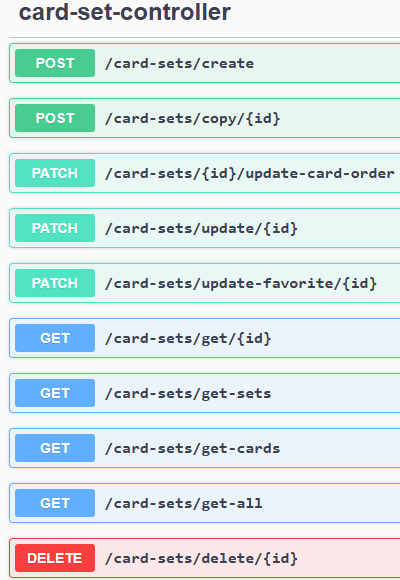 card-set-controller
POST /card-sets/create
POST /card-sets/copy/{id}
PATCH /card-sets/{id}/update-card-order
PATCH /card-sets/update/{id}
PATCH /card-sets/update-favorite/{id}
GET /card-sets/get/{id}
GET /card-sets/get-sets
GET /card-sets/get-cards
GET /card-sets/get-all
DELETE /card-sets/delete/{id}